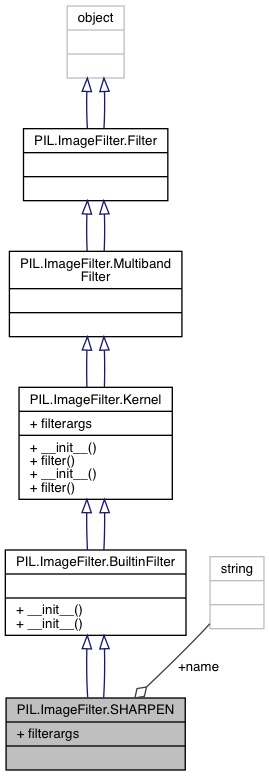 object
PIL.ImageFilter.Filter
PIL.ImageFilter.Multiband
Filter
PIL.ImageFilter.Kernel
+ filterargs
+ __init__()
+ filter()
+ __init__()
+ filter()
PIL.ImageFilter.BuiltinFilter
+ __init__()
+ __init__()
string
+name
PIL.ImageFilter.SHARPEN
+ filterargs